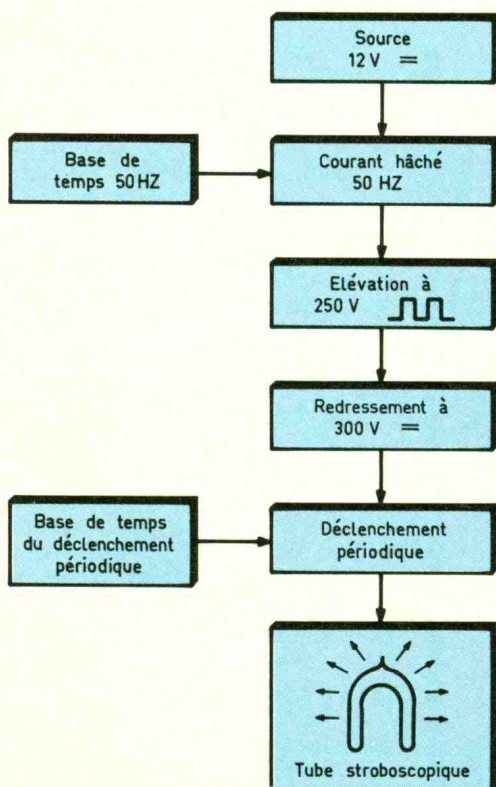 Source
12 V =
Base de
temps 50 HZ
Courant hâché
50 HZ
Elévation à
250 V
Redressement à
300 V =
Base de temps
du déclenchement
périodique
Déclenchement
périodique
Tube stroboscopique